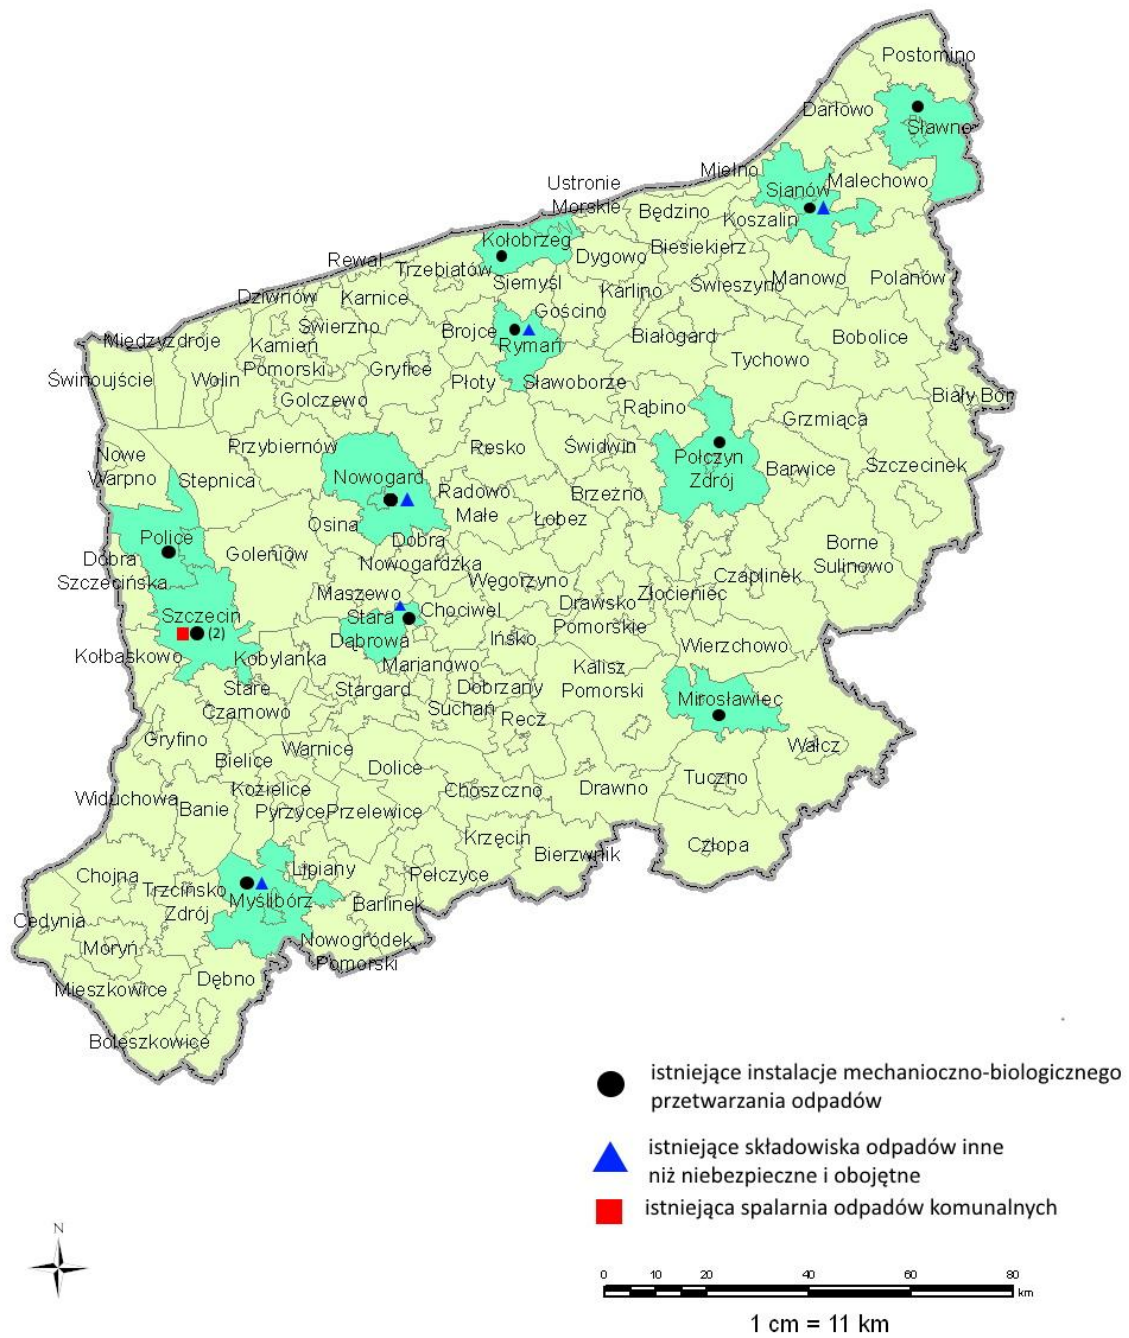 Postomino
Darłowo
Sławno
Mielno
Sianów
Malechowo
Ustronie
Morskie
Będzino
Koszalin
Kołobrzeg
Dygowo
Biesiekierz
Rewal
Trzebiatów
Siemyśl
Karlino
Świeszyno
Manowo
Polanów
Dziwnów
Karnice
Gościno
Świerzno
Brojce
Rymań
Białogard
Bobolice
Międzyzdroje
Kamień
Pomorski
Gryfice
Tychowo
Świnoujście
Wolin
Płoty
Sławoborze
Biały Bór
Golczewo
Rąbino
Grzmiąca
Przybiernów
Resko
Świdwin
Nowe
Warpno
Połczyn
Zdrój
Barwice
Szczecinek
Stepnica
Nowogard
Radowo
Małe
Brzeżno
Osina
Łobez
Police
Dobra
Nowogardzka
Borne
Sulinowo
Dobra
Szczecińska
Goleniów
Węgorzyno
Czaplinek
Maszewo
Złocieniec
Chociwel
Drawsko
Pomorskie
Szczecin
(2)
Stara
Dąbrowa
Ińsko
Wierzchowo
Kołbaskowo
Kobylanka
Marianowo
Kalisz
Pomorski
Stare
Czarnowo
Stargard
Dobrzany
Mirosławiec
Suchań
Recz
Gryfino
Warnice
Wałcz
Bielice
Dolice
Tuczno
Widuchowa
Kozielice
Choszczno
Drawno
Banie
Pyrzyce
Przelewice
Krzęcin
Człopa
Bierzwnik
Chojna
Trzcińsko
Zdrój
Lipiany
Pełczyce
Myślibórz
Barlinek
Cedynia
Moryń
Nowogródek
Pomorski
Mieszkowice
Dębno
Boleszkowice
istniejące instalacje mechanioczno-biologicznego
przetwarzania odpadów
istniejące składowiska odpadów inne
niż niebezpieczne i obojętne
istniejąca spalarnia odpadów komunalnych
N
0 10 20 40 60 80
km
1 cm = 11 km